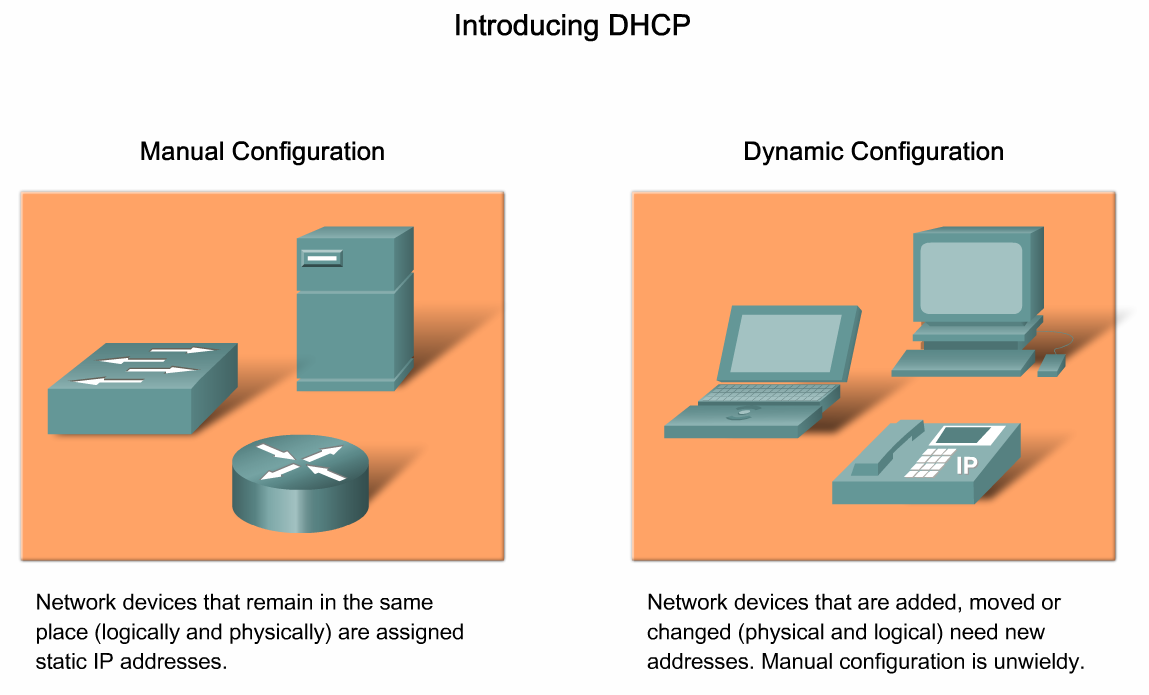 Introducing DHCP
Manual Configuration
Dynamic Configuration
IP
Network devices that remain in the same
place (logically and physically) are assigned
static IP addresses.
Network devices that are added, moved or
changed (physical and logical) need new
addresses. Manual configuration is unwieldy.